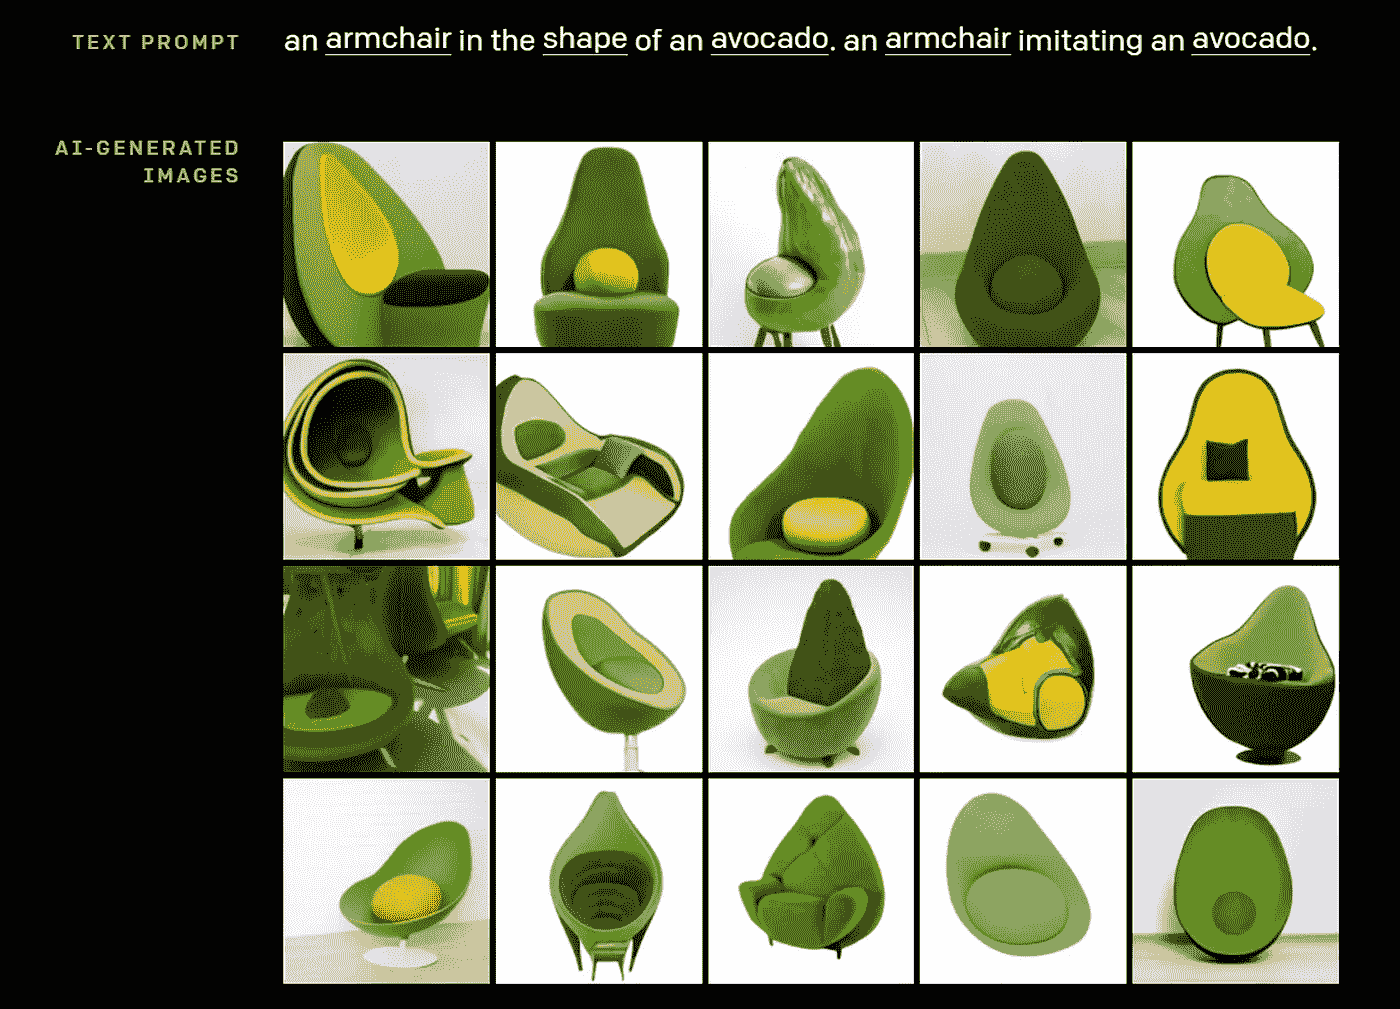 TEXT PROMPT
an armchair in the shape of an avocado. an armchair imitating an avocado.
AI-GENERATED
IMAGES